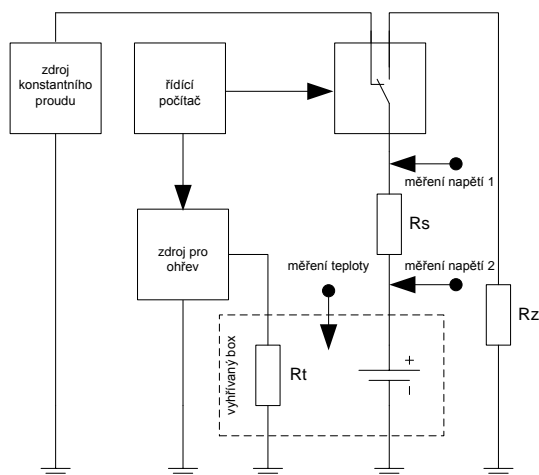 zdroj
konstantního
proudu
řídící
počítač
měření napětí 1
Rs
zdroj pro
ohřev
měření teploty
měření napětí 2
Rz
vyhřívaný box
Rt
+
–